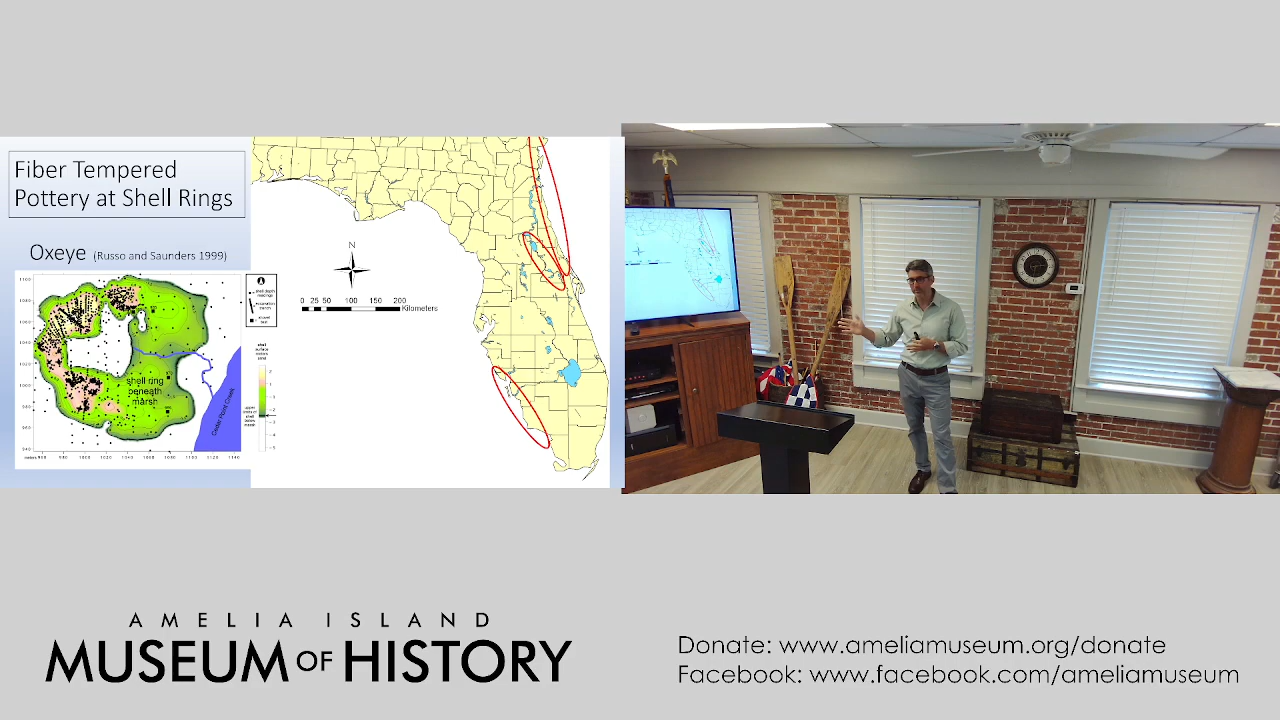 Fiber Tempered
Pottery at Shell Rings
Oxeye
and Saunders 1999)
N
0 25 50 100 150 200
Kilometers
shell ring
beneath
marsh
AMELIA ISLAND
MUSEUM OF HISTORY
Donate: www.ameliamuseum.org/donate
Facebook: www.facebook.com/ameliamuseum